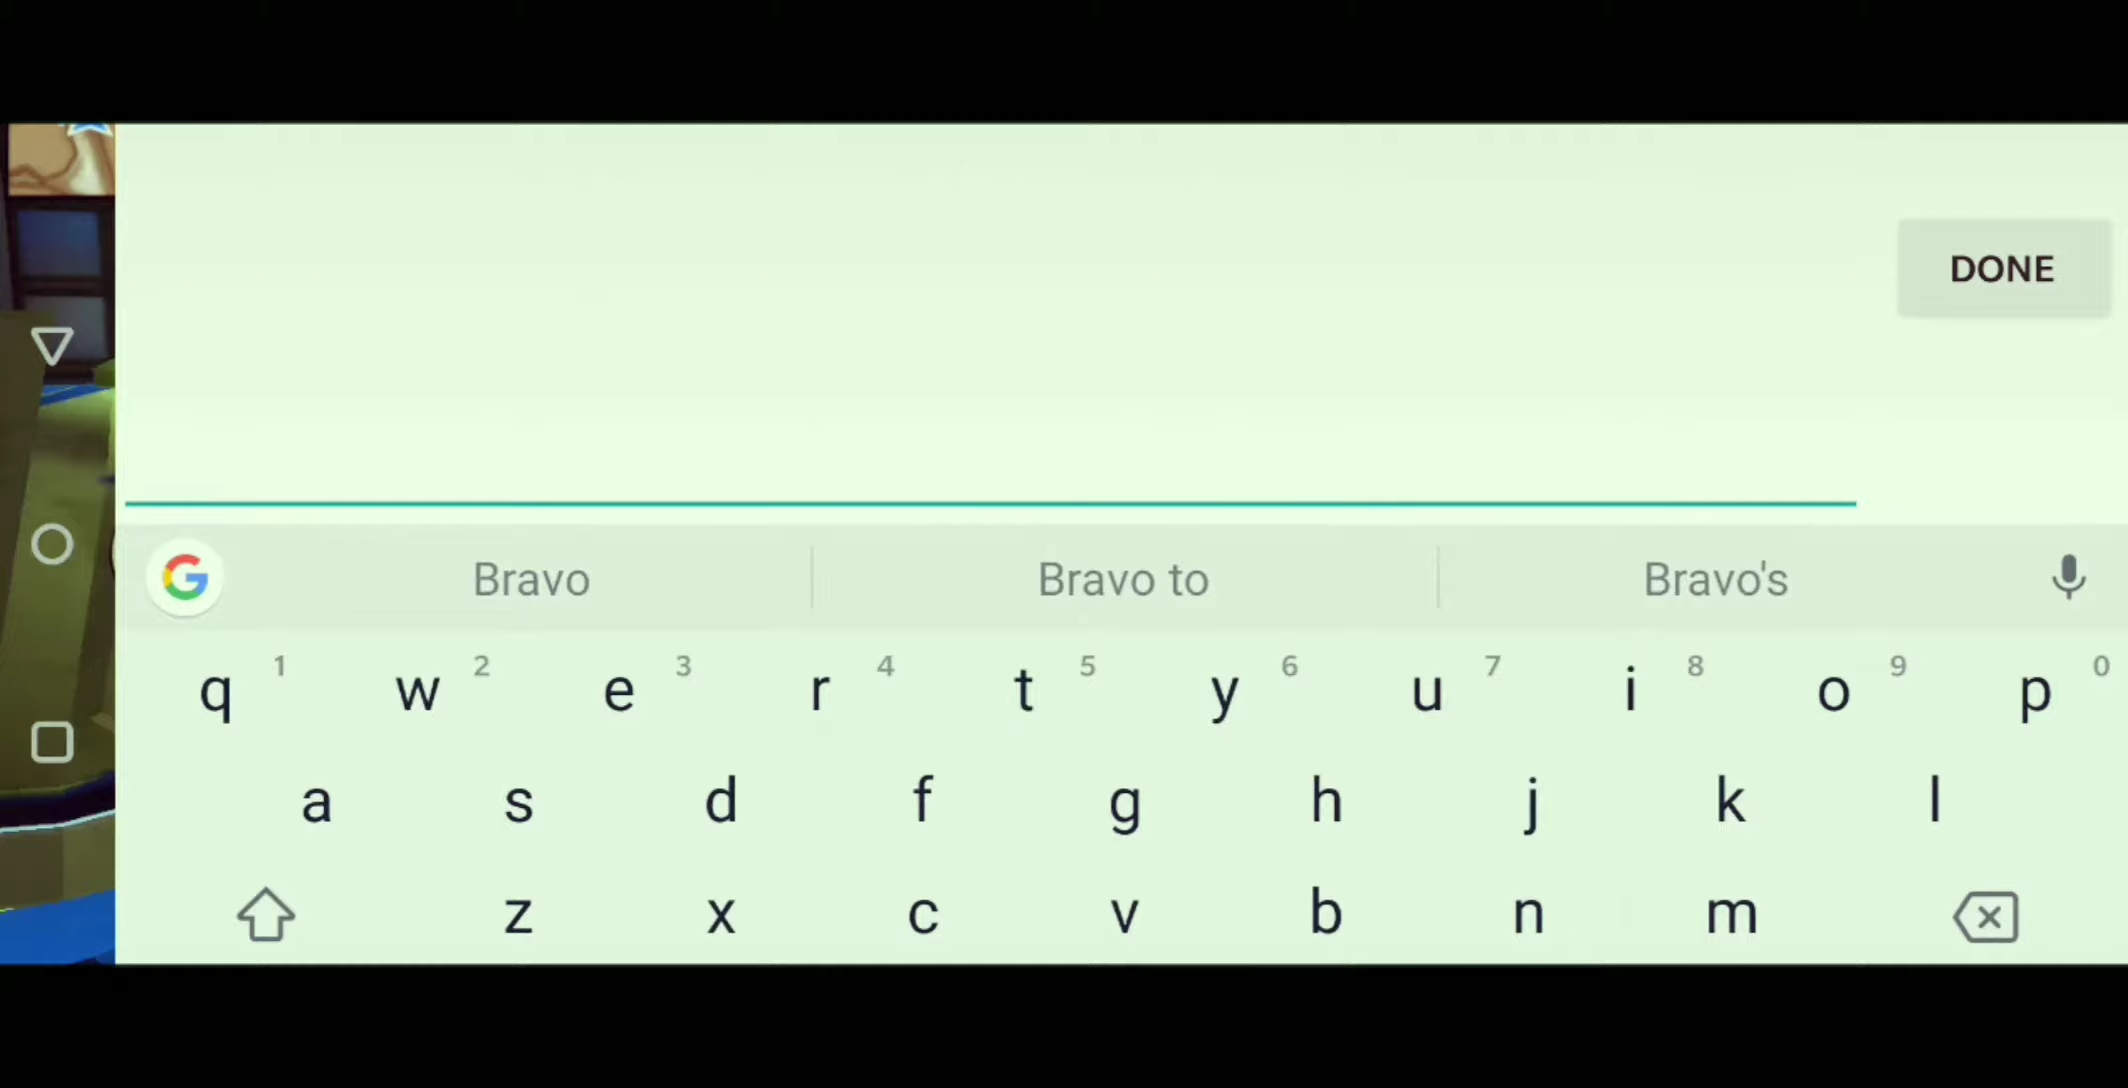 DONE
G Bravo Bravo to Bravo's
q 1 w 2 e 3 r 4 t 5 y 6 u 7 i 8 o 9 p 0
a s d f g h j k l
z x c v b n m